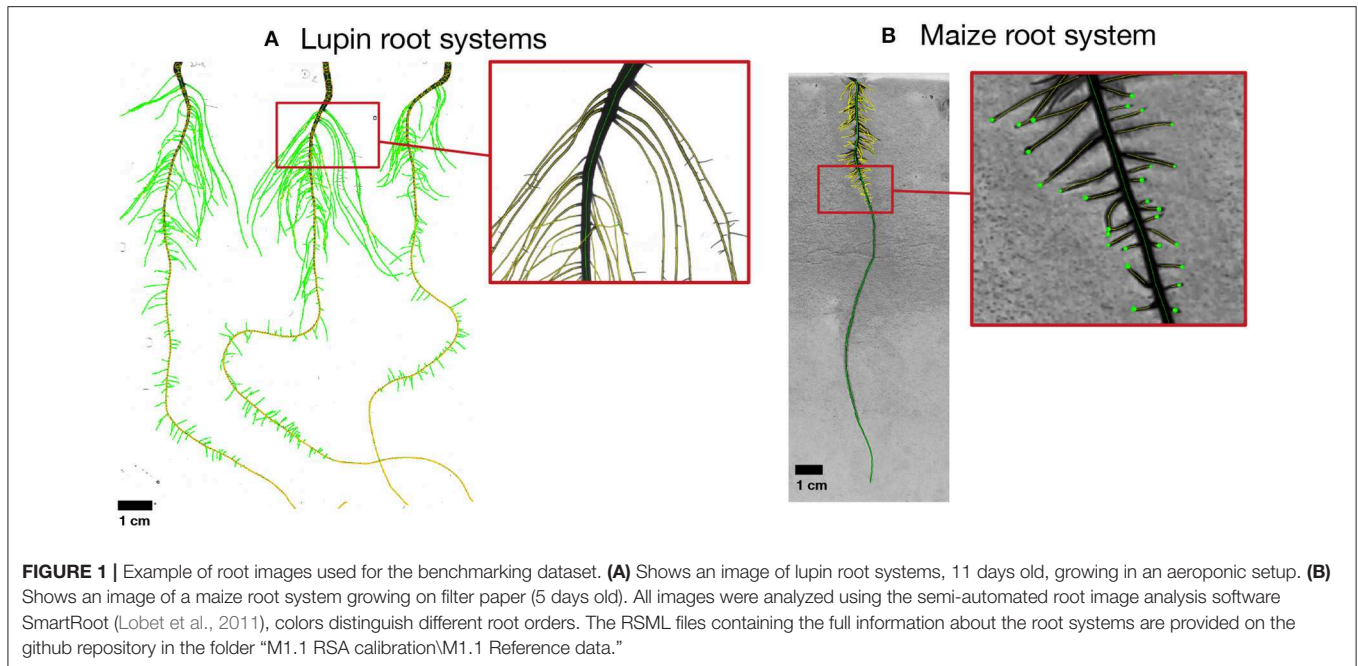 A Lupin root systems
B Maize root system
1 cm
1 cm
FIGURE 1 | Example of root images used for the benchmarking dataset. (A) Shows an image of lupin root systems, 11 days old, growing in an aeroponic setup. (B)
Shows an image of a maize root system growing on filter paper (5 days old). All images were analyzed using the semi-automated root image analysis software
SmartRoot (Lobet et al., 2011), colors distinguish different root orders. The RSML files containing the full information about the root systems are provided on the
github repository in the folder “M1.1 RSA calibration\M1.1 Reference data.”